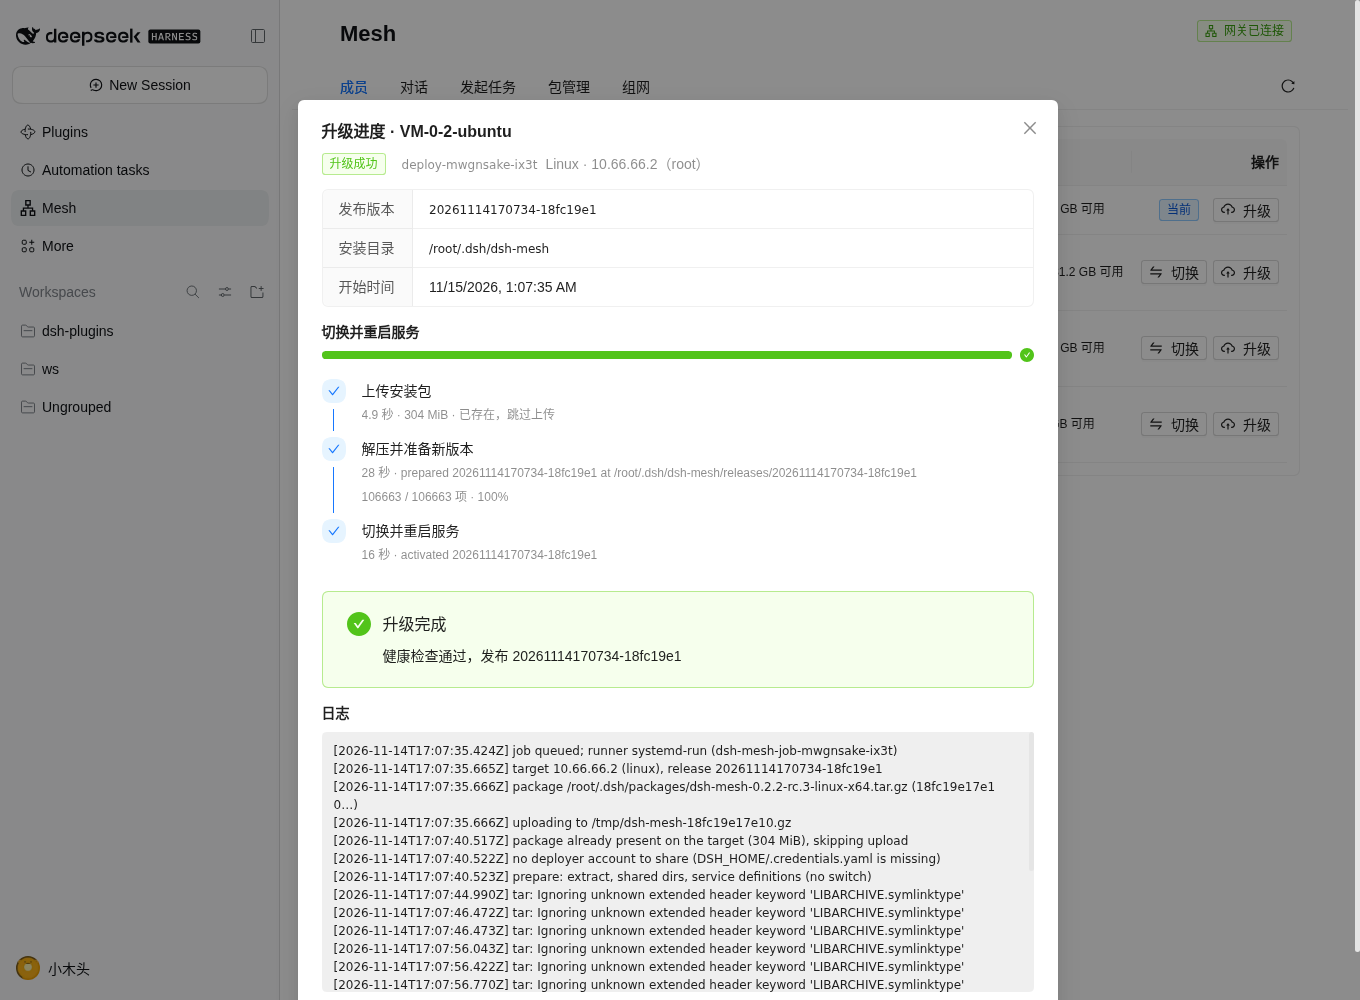 deepseek HARNESS
New Session
Plugins
Automation tasks
Mesh
More
Workspaces
dsh-plugins
ws
Ungrouped
小木头
Mesh
网关已连接
成员 对话 发起任务 包管理 组网
操作
GB 可用 当前 升级
1.2 GB 可用 切换 升级
GB 可用 切换 升级
GB 可用 切换 升级
升级进度 · VM-0-2-ubuntu
升级成功 deploy-mwgnsake-ix3t Linux · 10.66.66.2（root）
发布版本 20261114170734-18fc19e1
安装目录 /root/.dsh/dsh-mesh
开始时间 11/15/2026, 1:07:35 AM
切换并重启服务
上传安装包
4.9 秒 · 304 MiB · 已存在，跳过上传
解压并准备新版本
28 秒 · prepared 20261114170734-18fc19e1 at /root/.dsh/dsh-mesh/releases/20261114170734-18fc19e1
106663 / 106663 项 · 100%
切换并重启服务
16 秒 · activated 20261114170734-18fc19e1
升级完成
健康检查通过，发布 20261114170734-18fc19e1
日志
[2026-11-14T17:07:35.424Z] job queued; runner systemd-run (dsh-mesh-job-mwgnsake-ix3t)
[2026-11-14T17:07:35.665Z] target 10.66.66.2 (linux), release 20261114170734-18fc19e1
[2026-11-14T17:07:35.666Z] package /root/.dsh/packages/dsh-mesh-0.2.2-rc.3-linux-x64.tar.gz (18fc19e17e1
0…)
[2026-11-14T17:07:35.666Z] uploading to /tmp/dsh-mesh-18fc19e17e10.gz
[2026-11-14T17:07:40.517Z] package already present on the target (304 MiB), skipping upload
[2026-11-14T17:07:40.522Z] no deployer account to share (DSH_HOME/.credentials.yaml is missing)
[2026-11-14T17:07:40.523Z] prepare: extract, shared dirs, service definitions (no switch)
[2026-11-14T17:07:44.990Z] tar: Ignoring unknown extended header keyword 'LIBARCHIVE.symlinktype'
[2026-11-14T17:07:46.472Z] tar: Ignoring unknown extended header keyword 'LIBARCHIVE.symlinktype'
[2026-11-14T17:07:46.473Z] tar: Ignoring unknown extended header keyword 'LIBARCHIVE.symlinktype'
[2026-11-14T17:07:56.043Z] tar: Ignoring unknown extended header keyword 'LIBARCHIVE.symlinktype'
[2026-11-14T17:07:56.422Z] tar: Ignoring unknown extended header keyword 'LIBARCHIVE.symlinktype'
[2026-11-14T17:07:56.770Z] tar: Ignoring unknown extended header keyword 'LIBARCHIVE.symlinktype'